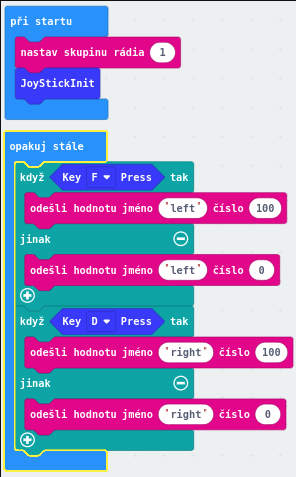 při startu
nastav skupinu rádia 1
JoyStickInit
opakuj stále
když Key F Press tak
odešli hodnotu jméno "left" číslo 100
jinak
odešli hodnotu jméno "left" číslo 0
když Key D Press tak
odešli hodnotu jméno "right" číslo 100
jinak
odešli hodnotu jméno "right" číslo 0